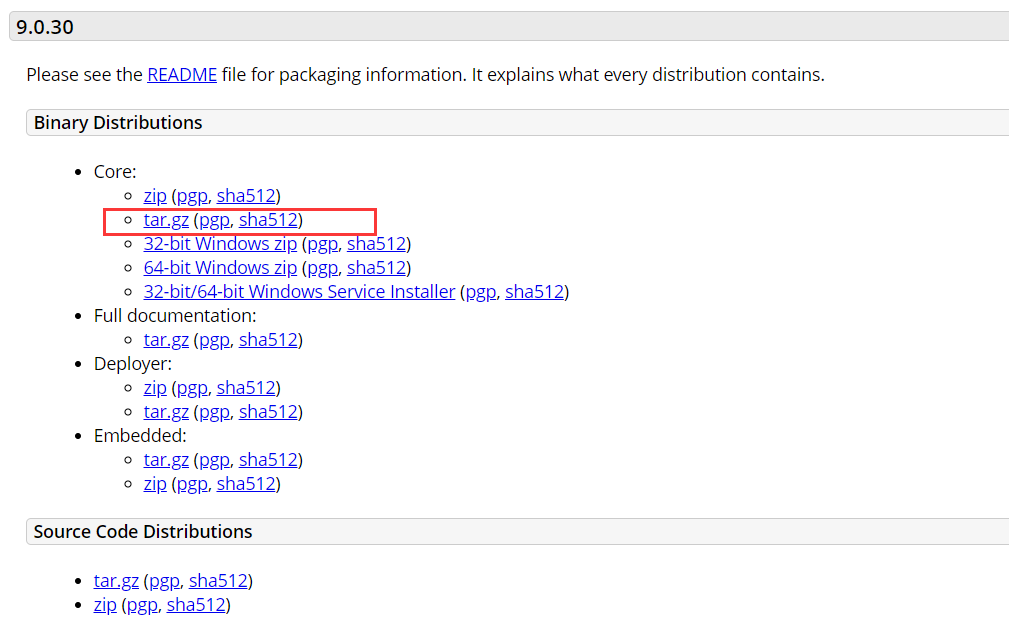 9.0.30
Please see the README file for packaging information. It explains what every distribution contains.
Binary Distributions
Core:
zip (pgp, sha512)
tar.gz (pgp, sha512)
32-bit Windows zip (pgp, sha512)
64-bit Windows zip (pgp, sha512)
32-bit/64-bit Windows Service Installer (pgp, sha512)
Full documentation:
tar.gz (pgp, sha512)
Deployer:
zip (pgp, sha512)
tar.gz (pgp, sha512)
Embedded:
tar.gz (pgp, sha512)
zip (pgp, sha512)
Source Code Distributions
tar.gz (pgp, sha512)
zip (pgp, sha512)